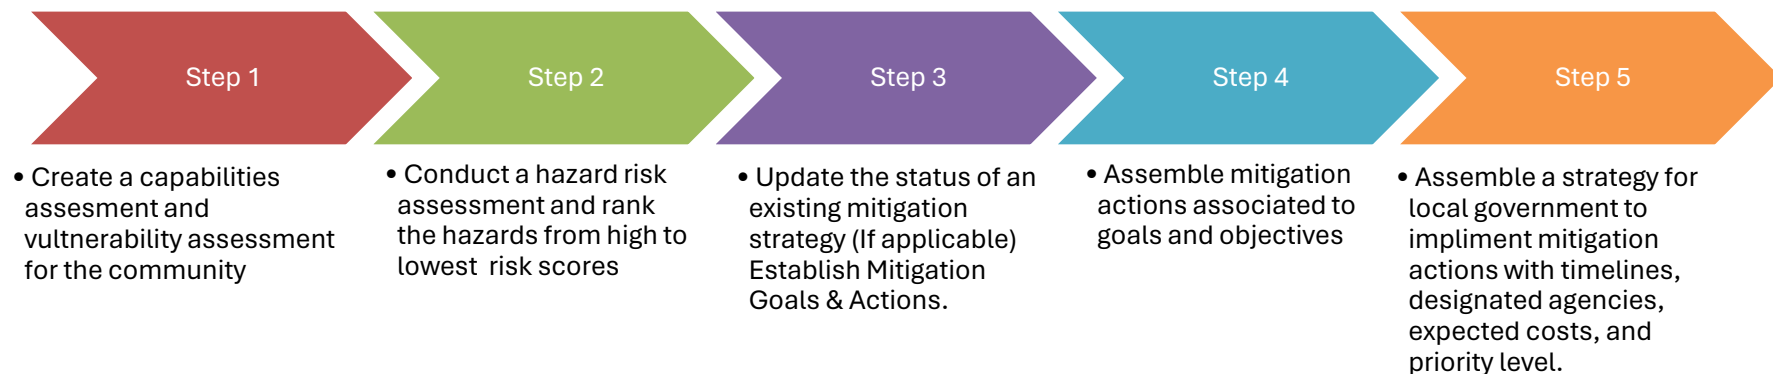 Step 1
Step 2
Step 3
Step 4
Step 5
• Create a capabilities
assesment and
vultnerability assessment
for the community
• Conduct a hazard risk
assessment and rank
the hazards from high to
lowest risk scores
• Update the status of an
existing mitigation
strategy (If applicable)
Establish Mitigation
Goals & Actions.
• Assemble mitigation
actions associated to
goals and objectives
• Assemble a strategy for
local government to
impliment mitigation
actions with timelines,
designated agencies,
expected costs, and
priority level.